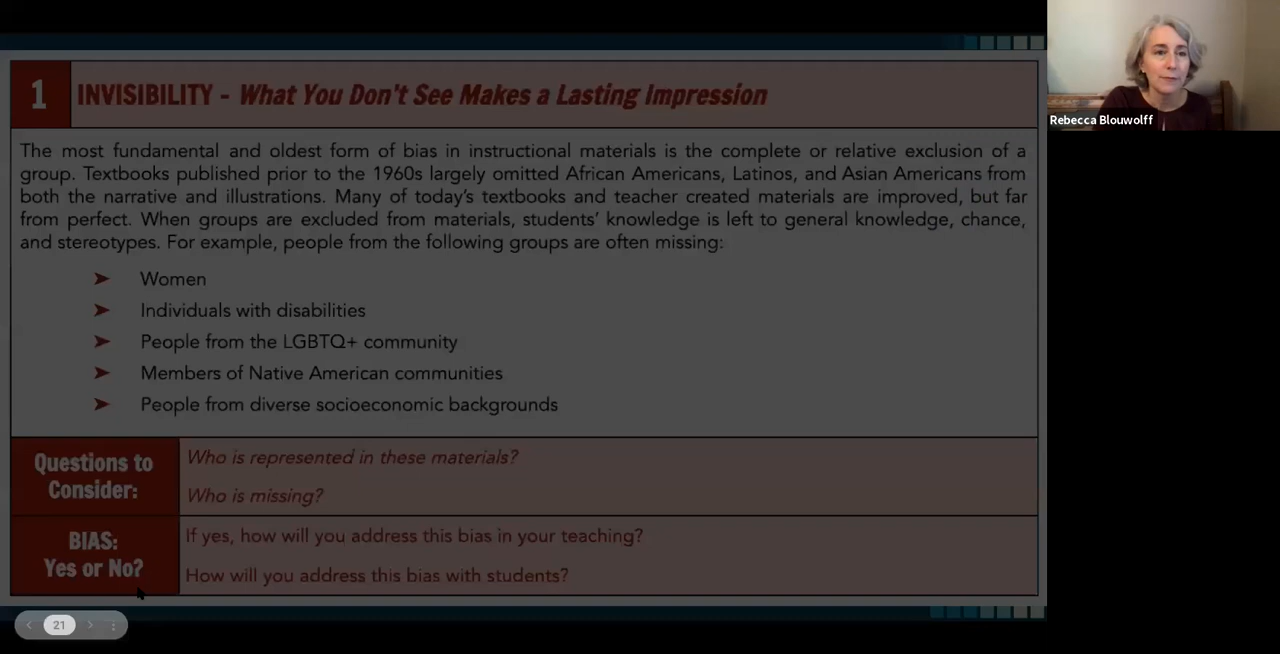 1 INVISIBILITY - What You Don't See Makes a Lasting Impression
Rebecca Blouwolff
The most fundamental and oldest form of bias in instructional materials is the complete or relative exclusion of a
group. Textbooks published prior to the 1960s largely omitted African Americans, Latinos, and Asian Americans from
both the narrative and illustrations. Many of today's textbooks and teacher created materials are improved, but far
from perfect. When groups are excluded from materials, students' knowledge is left to general knowledge, chance,
and stereotypes. For example, people from the following groups are often missing:
➤ Women
➤ Individuals with disabilities
➤ People from the LGBTQ+ community
➤ Members of Native American communities
➤ People from diverse socioeconomic backgrounds
Questions to
Consider:
Who is represented in these materials?
Who is missing?
BIAS:
Yes or No?
If yes, how will you address this bias in your teaching?
How will you address this bias with students?
21